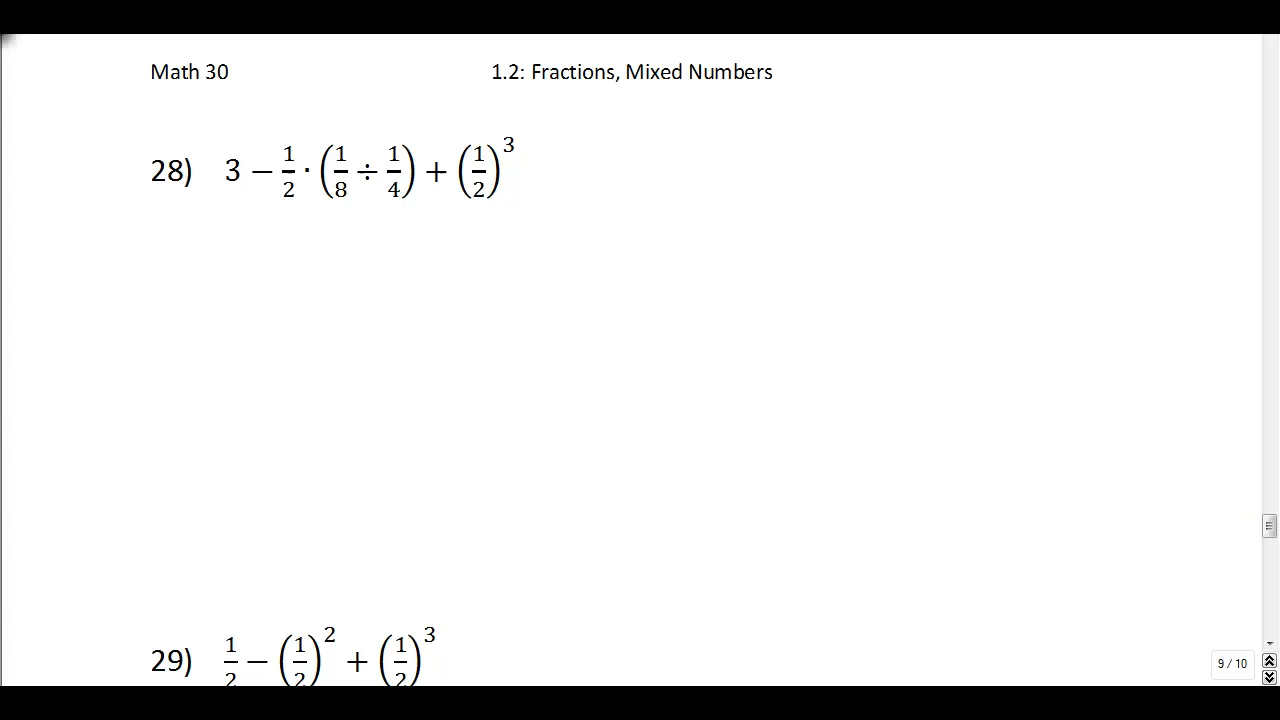 Math 30 1.2: Fractions, Mixed Numbers
28) 3 − 1/2 · (1/8 ÷ 1/4) + (1/2)³
29) 1/2 − (1/2)² + (1/2)³
9 / 10